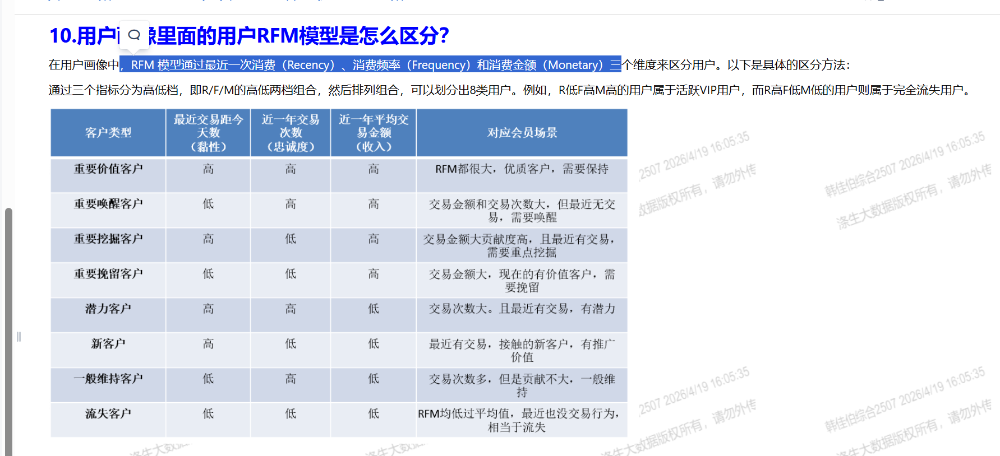 10.用户画像里面的用户RFM模型是怎么区分?
在用户画像中，RFM 模型通过最近一次消费（Recency）、消费频率（Frequency）和消费金额（Monetary）三个维度来区分用户。以下是具体的区分方法：
通过三个指标分为高低档，即R/F/M的高低两档组合，然后排列组合，可以划分出8类用户。例如，R低F高M高的用户属于活跃VIP用户，而R高F低M低的用户则属于完全流失用户。
客户类型 最近交易距今天数（黏性） 近一年交易次数（忠诚度） 近一年平均交易金额（收入） 对应会员场景
重要价值客户 高 高 高 RFM都很大，优质客户，需要保持
重要唤醒客户 低 高 高 交易金额和交易次数大，但最近无交易，需要唤醒
重要挖掘客户 高 低 高 交易金额大贡献度高，且最近有交易，需要重点挖掘
重要挽留客户 低 低 高 交易金额大，现在的有价值客户，需要挽留
潜力客户 高 高 低 交易次数大。且最近有交易，有潜力
新客户 高 低 低 最近有交易，接触的新客户，有推广价值
一般维持客户 低 高 低 交易次数多，但是贡献不大，一般维持
流失客户 低 低 低 RFM均低过平均值，最近也没交易行为，相当于流失
2507 2026/4/19 16:05:35
数据版权所有，请勿外传
韩佳伯综合2507 2026/4/19 16:05:35
涤生大数据版权所有，请勿外传
2507 2026/4/19 16:05:35
涤生大数据版权所有，请勿外传
韩佳伯综合2507 2026/4/19 16:05:35
涤生大数据版权所有，请勿外传
涤生大数据
涤生大数据